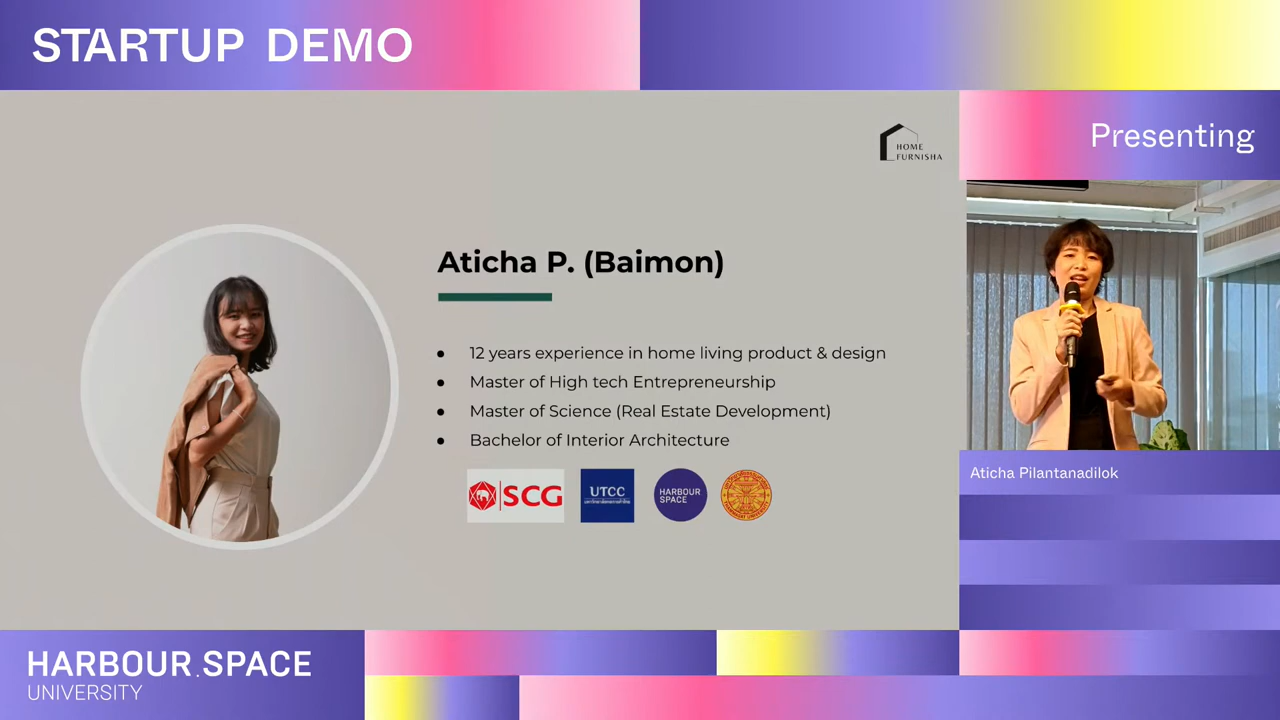 STARTUP DEMO
Presenting
HOME
FURNISHA
Aticha P. (Baimon)
● 12 years experience in home living product & design
● Master of High tech Entrepreneurship
● Master of Science (Real Estate Development)
● Bachelor of Interior Architecture
SCG
UTCC
HARBOUR
SPACE
Aticha Pilantanadilok
HARBOUR.SPACE
UNIVERSITY